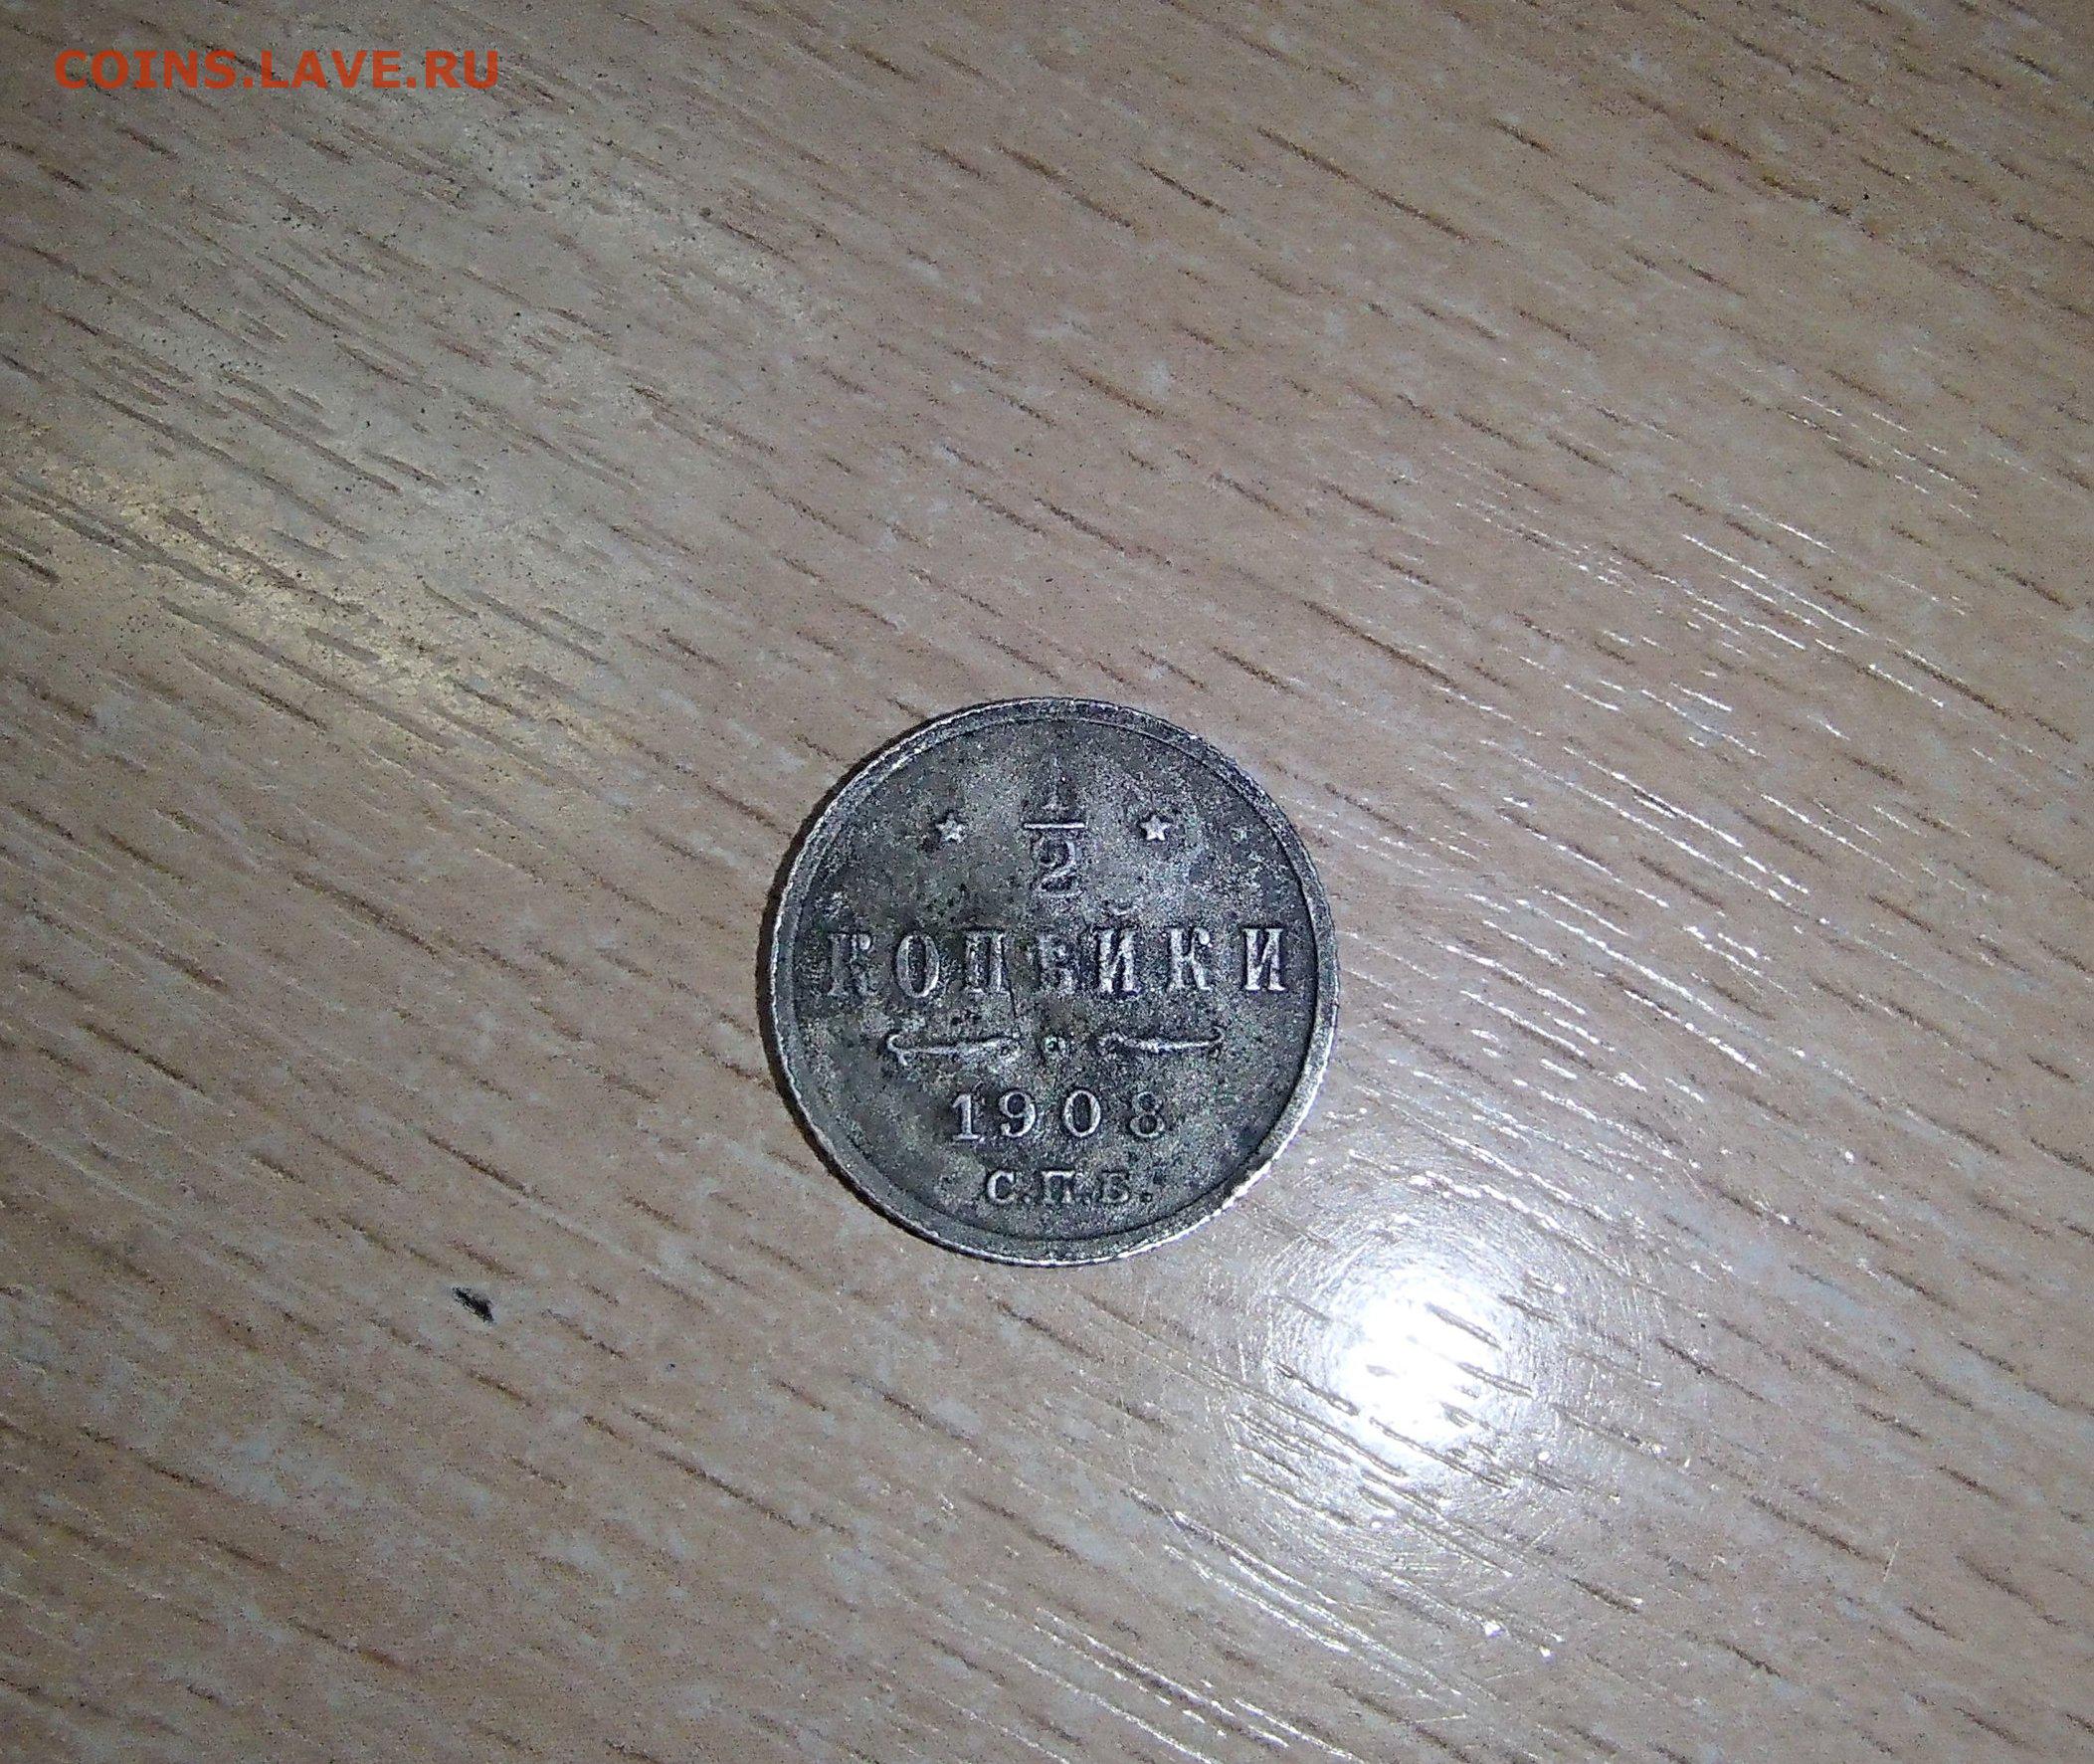 COINS.LAVE.RU
1/2
КОПѢЙКИ
1908
С.П.Б.